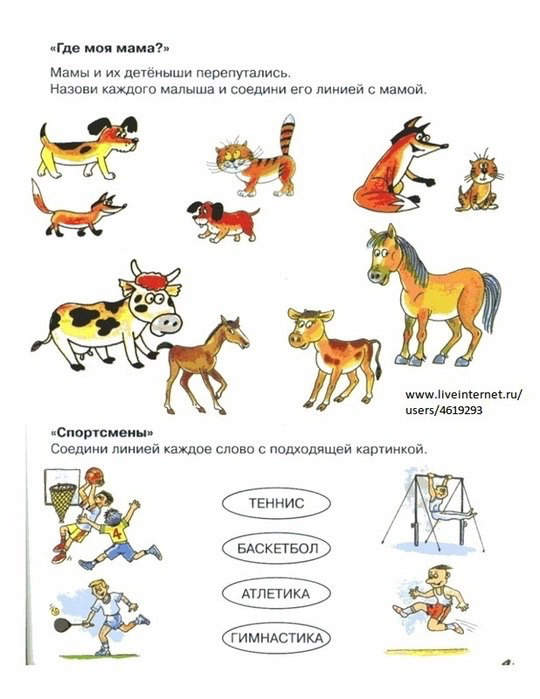 «Где моя мама?»
Мамы и их детёныши перепутались.
Назови каждого малыша и соедини его линией с мамой.
www.liveinternet.ru/
users/4619293
«Спортсмены»
Соедини линией каждое слово с подходящей картинкой.
ТЕННИС
БАСКЕТБОЛ
4
АТЛЕТИКА
ГИМНАСТИКА